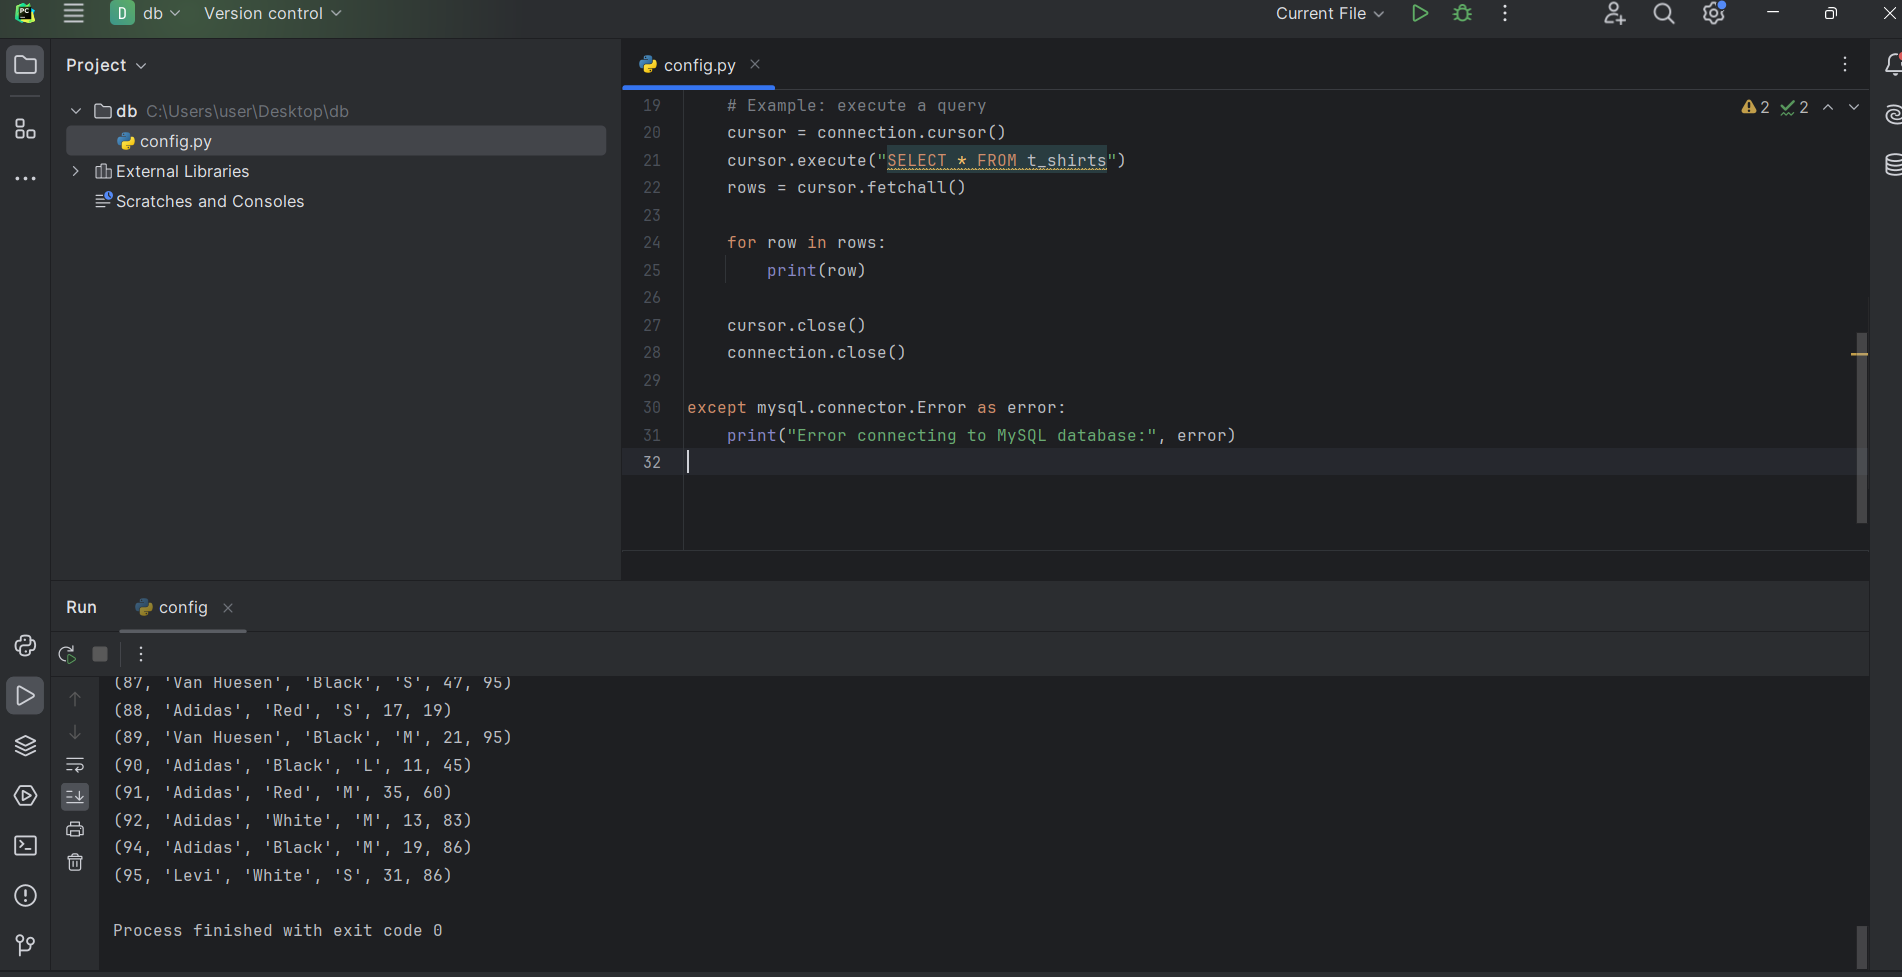 D db Version control Current File
Project
config.py
db C:\Users\user\Desktop\db
config.py
External Libraries
Scratches and Consoles
2 2
19 # Example: execute a query
20 cursor = connection.cursor()
21 cursor.execute("SELECT * FROM t_shirts")
22 rows = cursor.fetchall()
23
24 for row in rows:
25 print(row)
26
27 cursor.close()
28 connection.close()
29
30 except mysql.connector.Error as error:
31 print("Error connecting to MySQL database:", error)
32
Run config
(87, 'Van Huesen', 'Black', 'S', 47, 95)
(88, 'Adidas', 'Red', 'S', 17, 19)
(89, 'Van Huesen', 'Black', 'M', 21, 95)
(90, 'Adidas', 'Black', 'L', 11, 45)
(91, 'Adidas', 'Red', 'M', 35, 60)
(92, 'Adidas', 'White', 'M', 13, 83)
(94, 'Adidas', 'Black', 'M', 19, 86)
(95, 'Levi', 'White', 'S', 31, 86)
Process finished with exit code 0